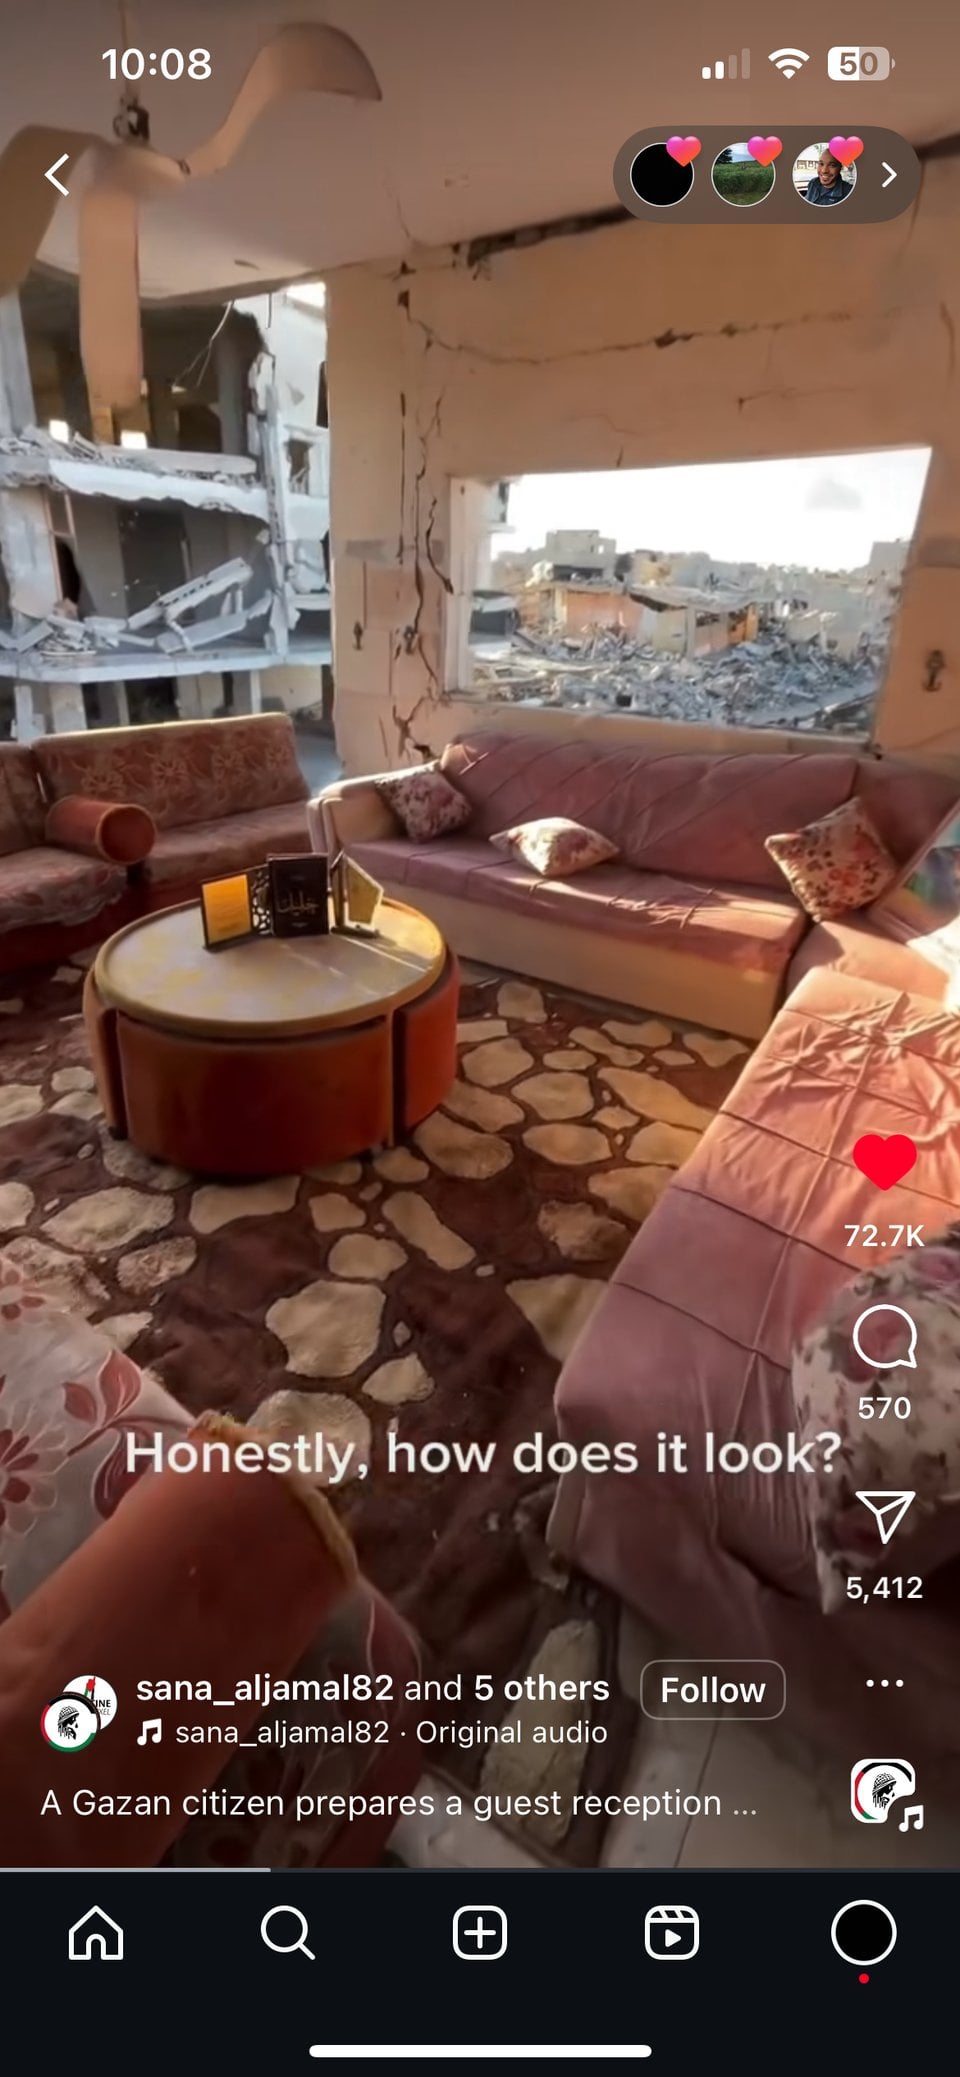 10:08
50
جليات
72.7K
570
Honestly, how does it look?
5,412
sana_aljamal82 and 5 others
Follow
sana_aljamal82 · Original audio
A Gazan citizen prepares a guest reception ...